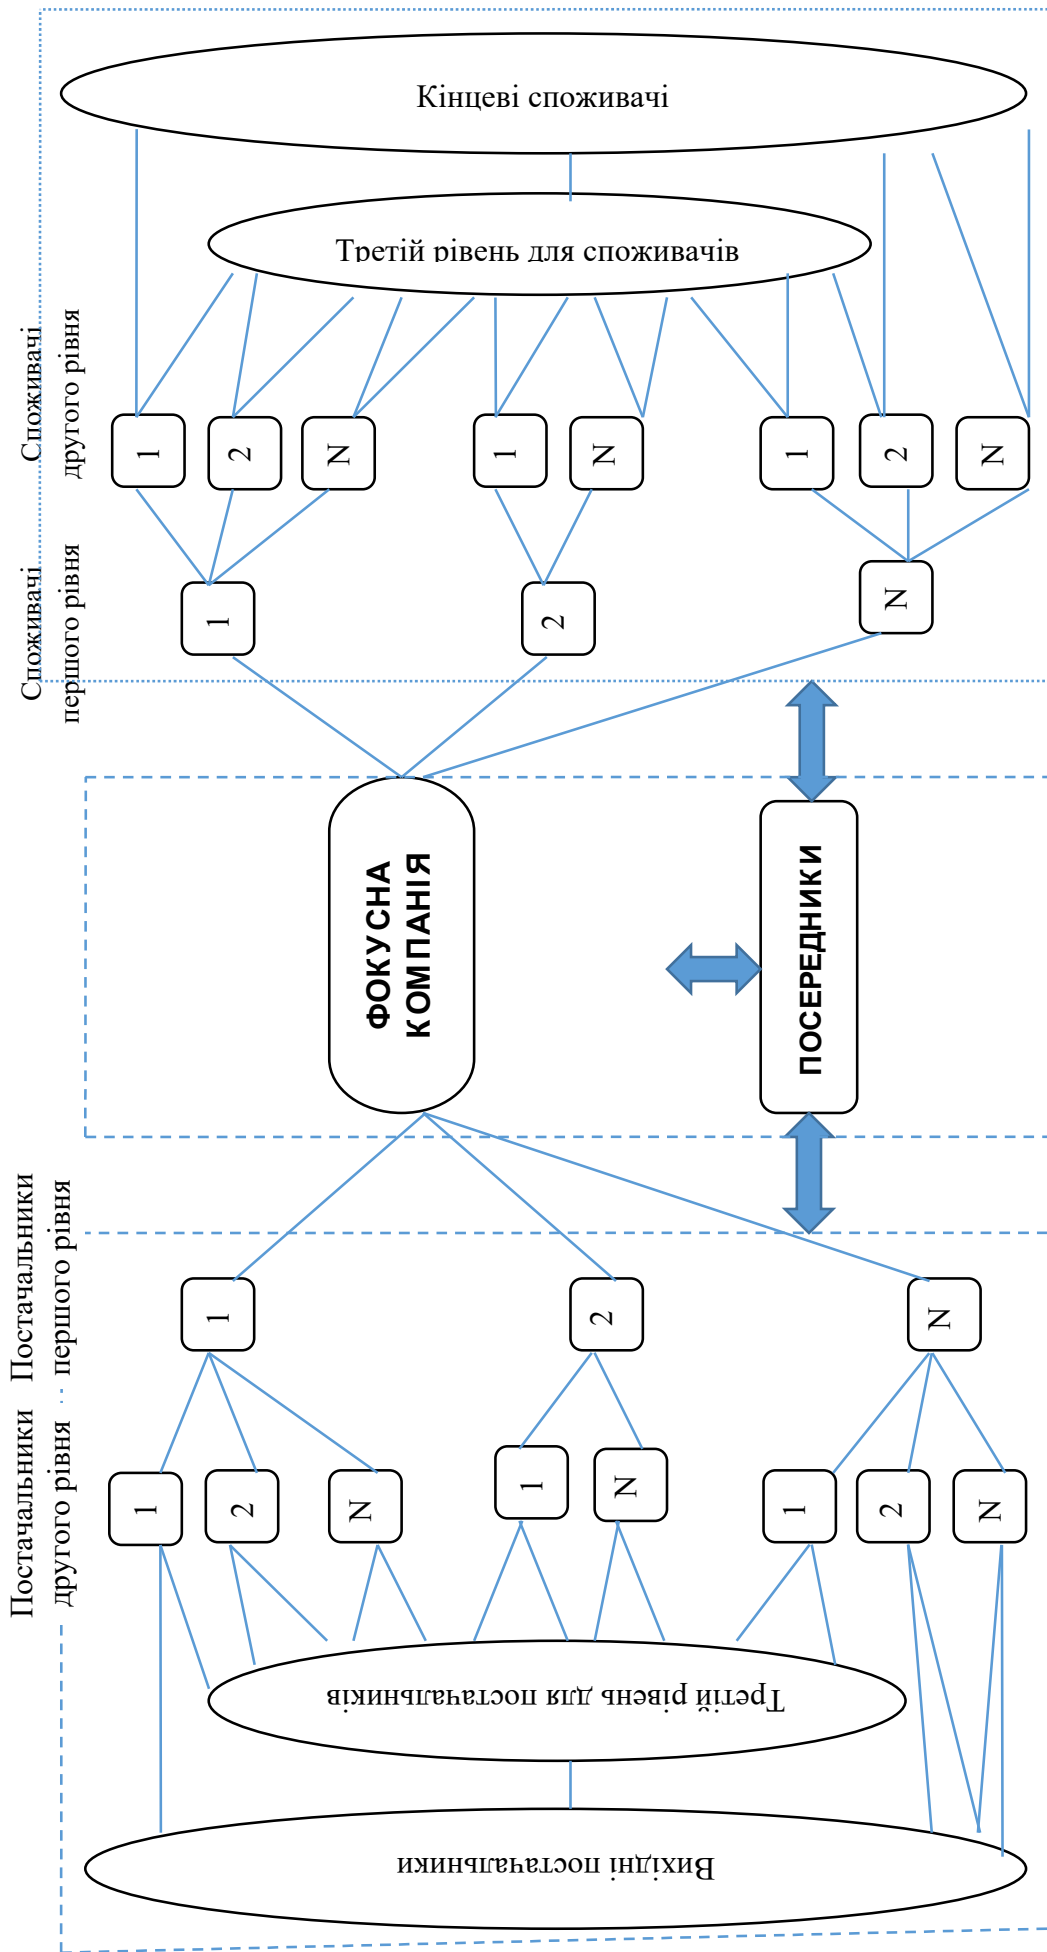 Кінцеві споживачі
Третій рівень для споживачів
Споживачі
другого рівня
1
2
N
1
N
1
2
N
Споживачі
першого рівня
1
2
N
ФОКУСНА
КОМПАНІЯ
ПОСЕРЕДНИКИ
Постачальники
першого рівня
1
2
N
Постачальники
другого рівня
1
2
N
1
N
1
2
N
Третій рівень для постачальників
Вихідні постачальники